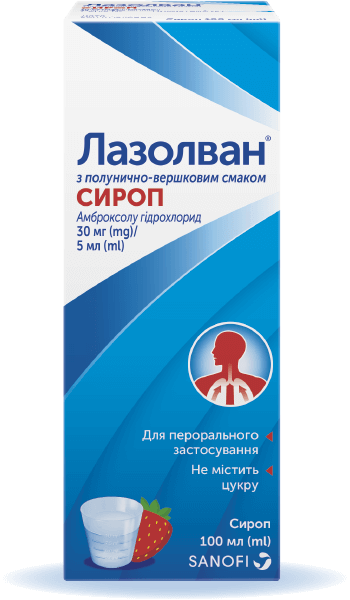 Лазолван®
з полунично-вершковим смаком
СИРОП
Амброксолу гідрохлорид
30 мг (mg)/
5 мл (ml)
Для перорального
застосування
Не містить
цукру
Сироп
100 мл (ml)
SANOFI